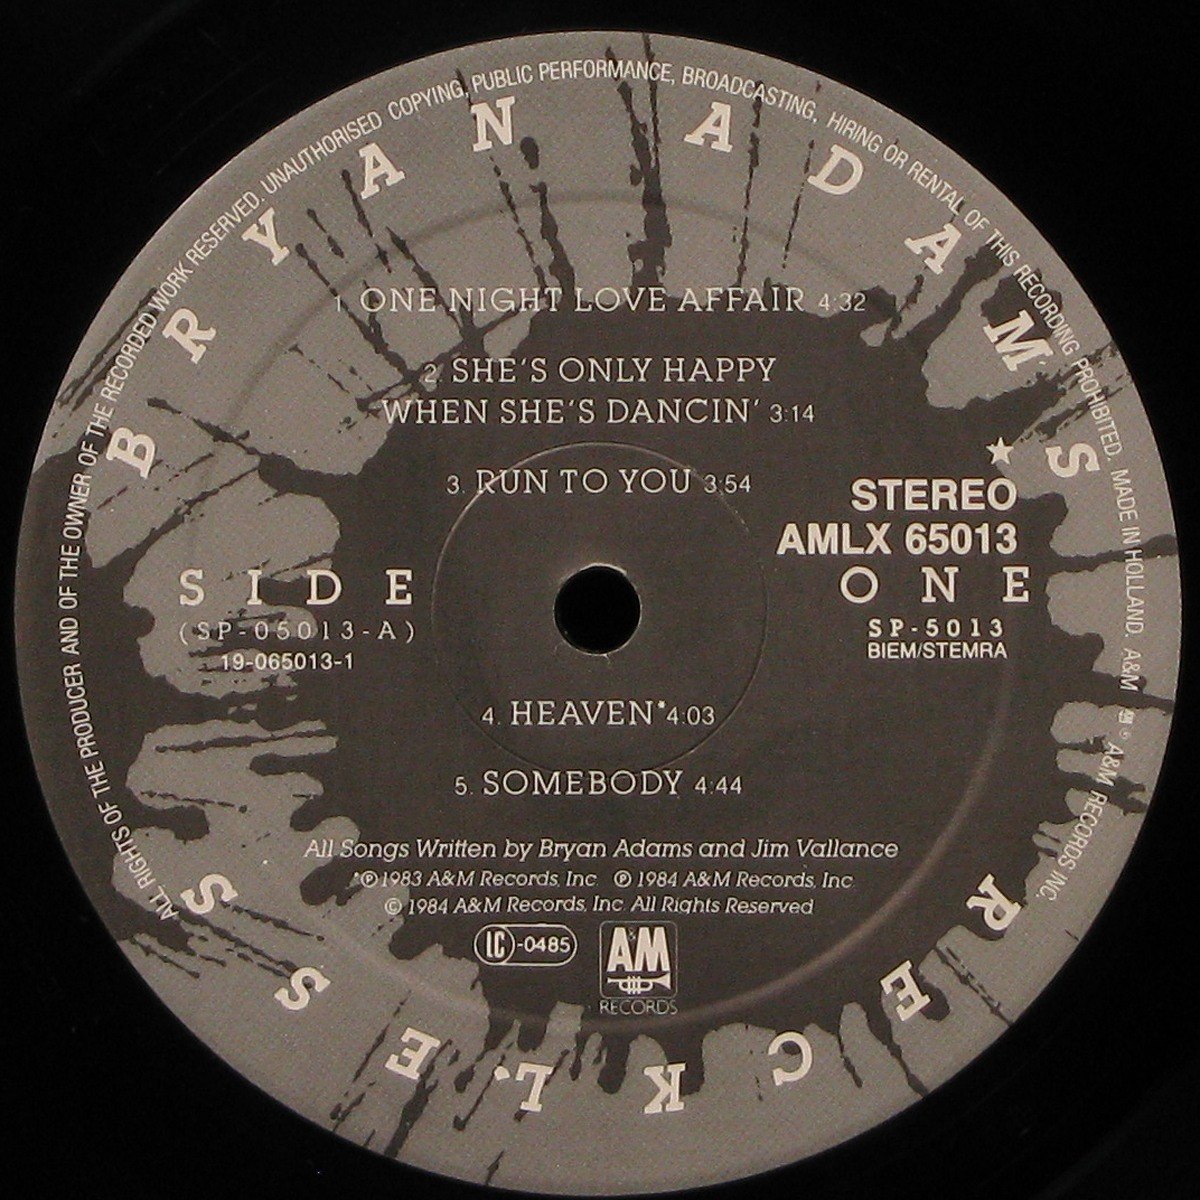 ALL RIGHTS OF THE PRODUCER AND OF THE OWNER OF THE RECORDED WORK RESERVED. UNAUTHORISED COPYING, PUBLIC PERFORMANCE, BROADCASTING, HIRING OR RENTAL OF THIS RECORDING PROHIBITED. MADE IN HOLLAND. A&M ® A&M RECORDS INC.
BRYAN ADAMS
1. ONE NIGHT LOVE AFFAIR 4:32
2. SHE'S ONLY HAPPY
WHEN SHE'S DANCIN' 3:14
3. RUN TO YOU 3:54
★
STEREO
AMLX 65013
SIDE ONE
(SP-05013-A) SP-5013
19-065013-1 BIEM/STEMRA
4. HEAVEN* 4:03
5. SOMEBODY 4:44
All Songs Written by Bryan Adams and Jim Vallance
*℗ 1983 A&M Records, Inc. ℗ 1984 A&M Records, Inc.
© 1984 A&M Records, Inc. All Rights Reserved
LC-0485 A&M
RECORDS
RECKLESS